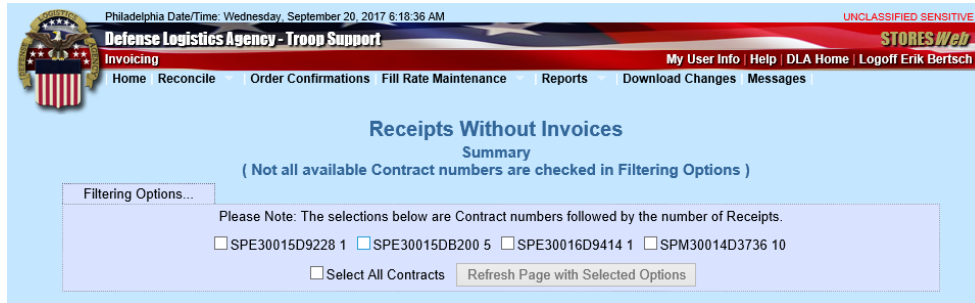 Philadelphia Date/Time: Wednesday, September 20, 2017 6:18:36 AM UNCLASSIFIED SENSITIVE
Defense Logistics Agency - Troop Support STORES Web
Invoicing My User Info | Help | DLA Home | Logoff Erik Bertsch
Home Reconcile Order Confirmations Fill Rate Maintenance Reports Download Changes Messages
Receipts Without Invoices
Summary
( Not all available Contract numbers are checked in Filtering Options )
Filtering Options...
Please Note: The selections below are Contract numbers followed by the number of Receipts.
SPE30015D9228 1 SPE30015DB200 5 SPE30016D9414 1 SPM30014D3736 10
Select All Contracts Refresh Page with Selected Options